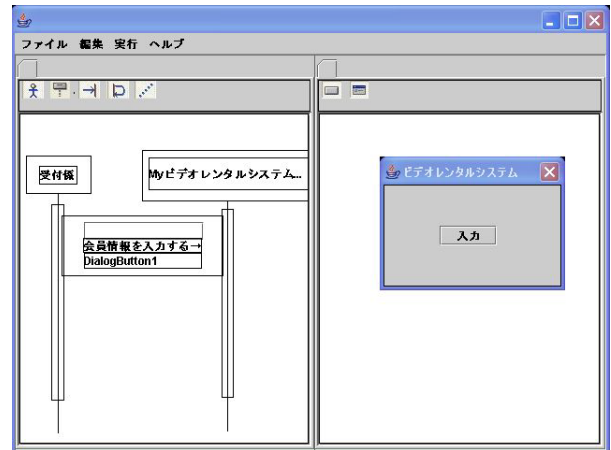 ファイル 編集 実行 ヘルプ
受付係
Myビデオレンタルシステム...
会員情報を入力する→
DialogButton1
ビデオレンタルシステム
入力